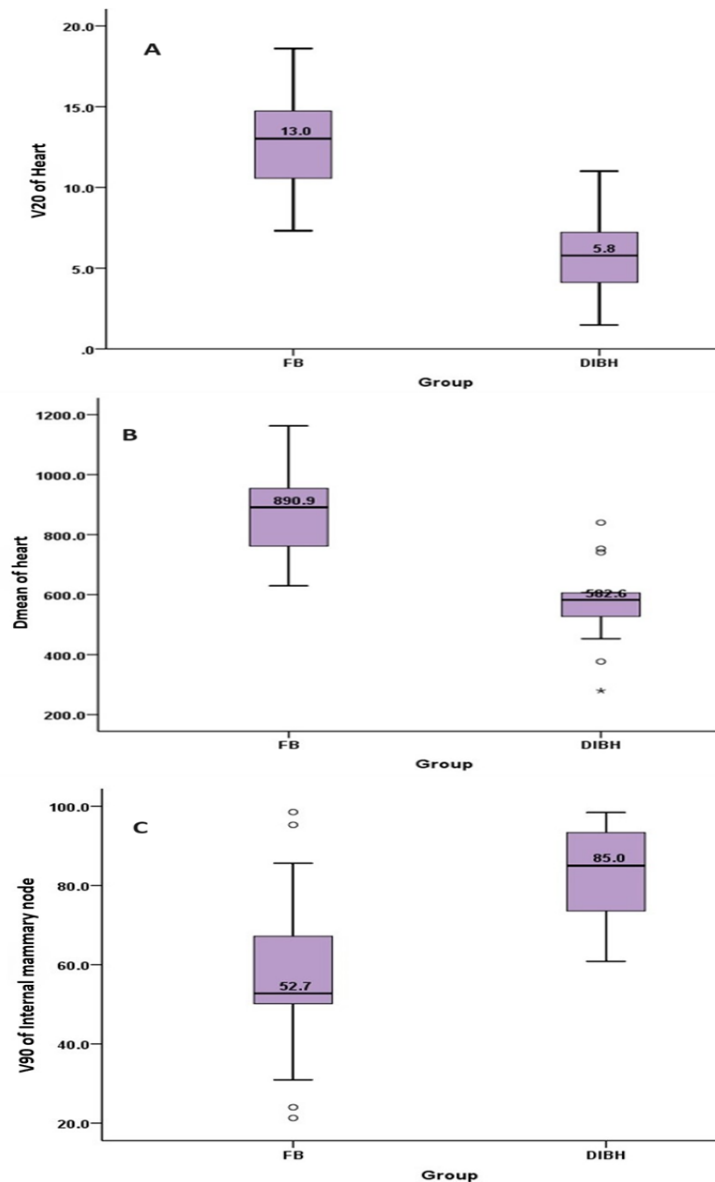 A
V20 of Heart
20.0
15.0
10.0
5.0
.0
13.0
5.8
FB
DIBH
Group
B
Dmean of heart
1200.0
1000.0
800.0
600.0
400.0
200.0
890.9
582.6
FB
DIBH
Group
C
V90 of Internal mammary node
100.0
80.0
60.0
40.0
20.0
52.7
85.0
FB
DIBH
Group